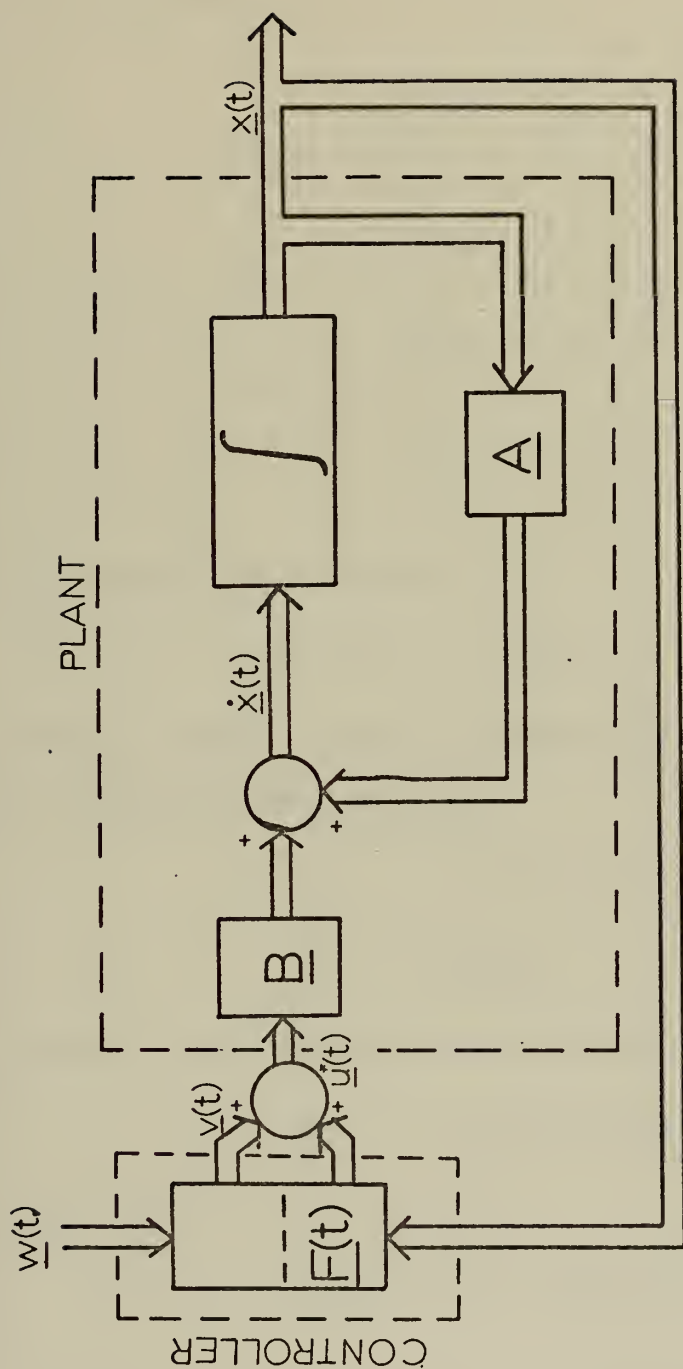 w(t)
CONTROLLER
F(t)
v(t)
+
+
u*(t)
PLANT
B
+
+
ẋ(t)
∫
A
x(t)